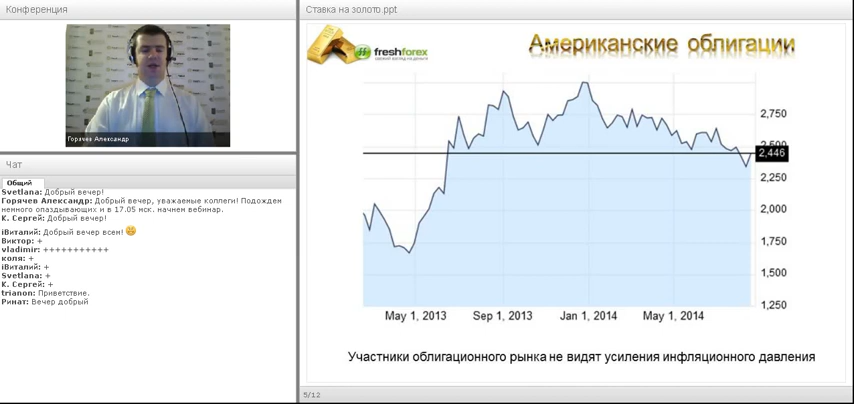 Конференция
Горячев Александр
Чат
Общий
Svetlana: Добрый вечер!
Горячев Александр: Добрый вечер, уважаемые коллеги! Подождем
немного опаздывающих и в 17.05 мск. начнем вебинар.
К. Сергей: Добрый вечер!
iВиталий: Добрый вечер всем!
Виктор: +
vladimir: +++++++++++
коля: +
iВиталий: +
Svetlana: +
К. Сергей: +
trianon: Приветствие.
Ринат: Вечер добрый
Ставка на золото.ppt
freshforex
свежий взгляд на деньги
Американские облигации
2,750
2,500
2,446
2,250
2,000
1,750
1,500
1,250
May 1, 2013 Sep 1, 2013 Jan 1, 2014 May 1, 2014
Участники облигационного рынка не видят усиления инфляционного давления
5/12